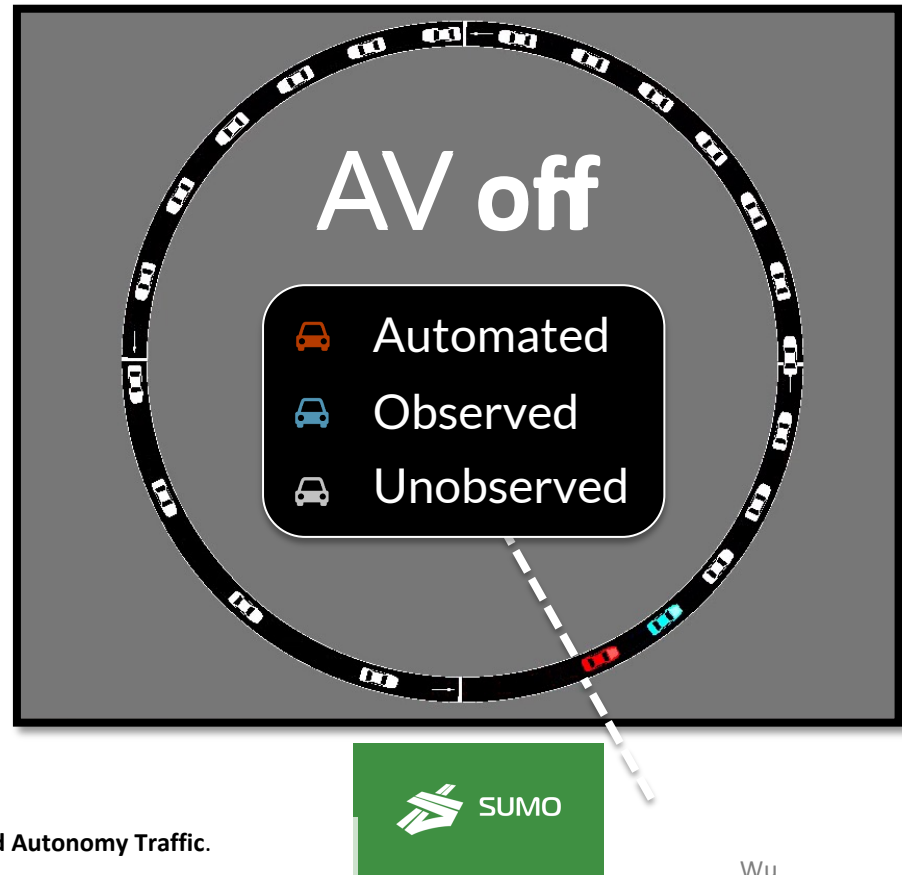 AV off
Automated
Observed
Unobserved
SUMO
Autonomy Traffic.
Wu